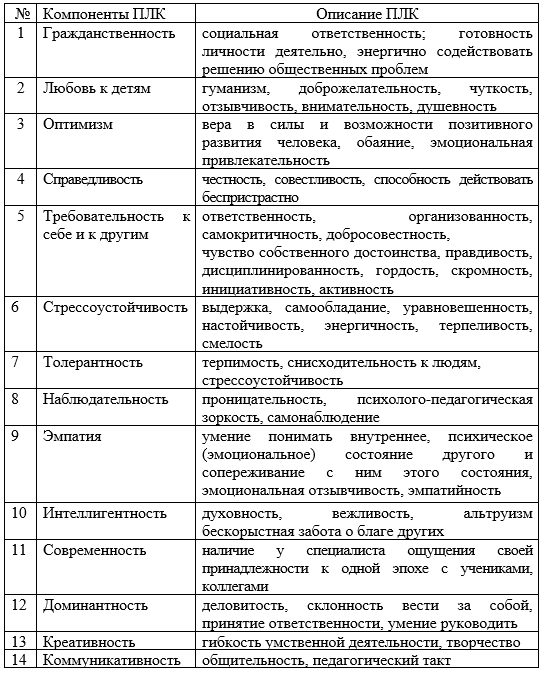 № Компоненты ПЛК Описание ПЛК
1 Гражданственность социальная ответственность; готовность
личности деятельно, энергично содействовать
решению общественных проблем
2 Любовь к детям гуманизм, доброжелательность, чуткость,
отзывчивость, внимательность, душевность
3 Оптимизм вера в силы и возможности позитивного
развития человека, обаяние, эмоциональная
привлекательность
4 Справедливость честность, совестливость, способность действовать
беспристрастно
5 Требовательность к ответственность, организованность,
себе и к другим самокритичность, добросовестность,
чувство собственного достоинства, правдивость,
дисциплинированность, гордость, скромность,
инициативность, активность
6 Стрессоустойчивость выдержка, самообладание, уравновешенность,
настойчивость, энергичность, терпеливость,
смелость
7 Толерантность терпимость, снисходительность к людям,
стрессоустойчивость
8 Наблюдательность проницательность, психолого-педагогическая
зоркость, самонаблюдение
9 Эмпатия умение понимать внутреннее, психическое
(эмоциональное) состояние другого и
сопереживание с ним этого состояния,
эмоциональная отзывчивость, эмпатийность
10 Интеллигентность духовность, вежливость, альтруизм
бескорыстная забота о благе других
11 Современность наличие у специалиста ощущения своей
принадлежности к одной эпохе с учениками,
коллегами
12 Доминантность деловитость, склонность вести за собой,
принятие ответственности, умение руководить
13 Креативность гибкость умственной деятельности, творчество
14 Коммуникативность общительность, педагогический такт